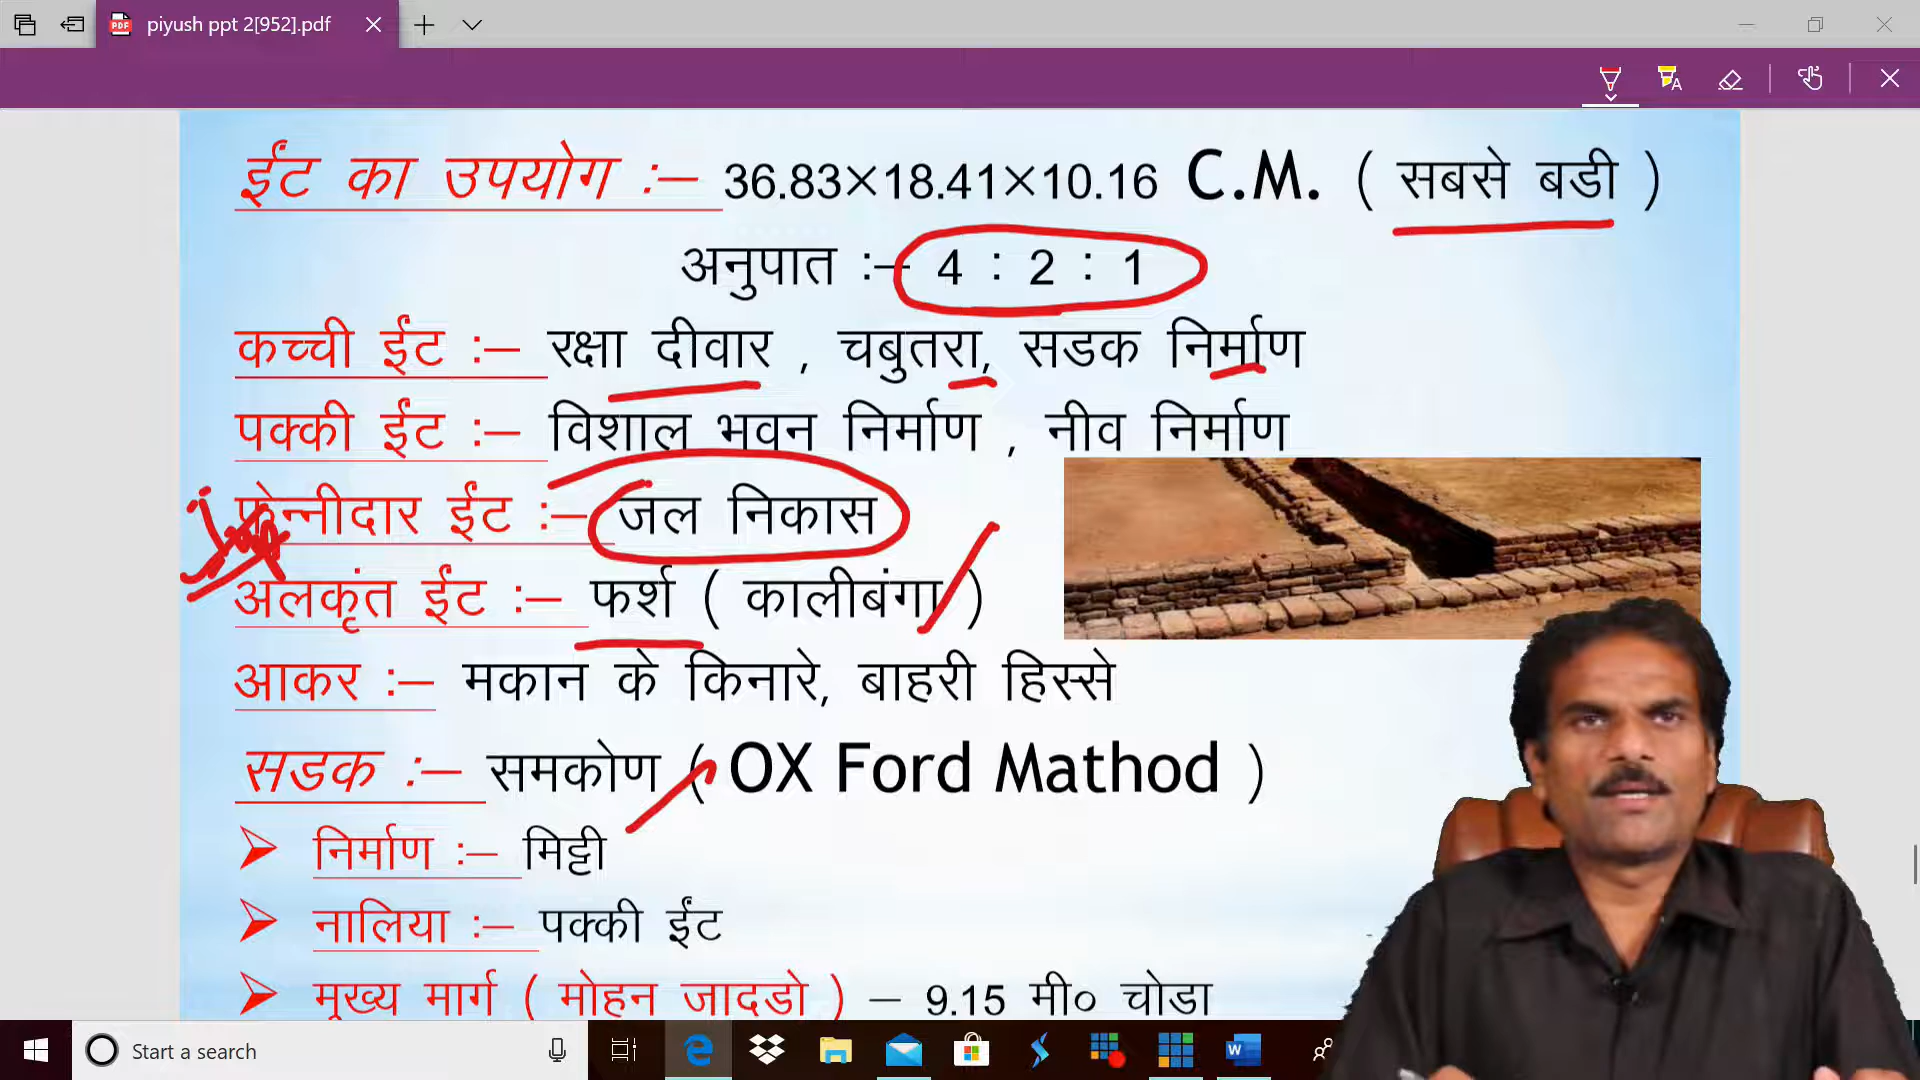 piyush ppt 2[952].pdf
ईंट का उपयोग :– 36.83×18.41×10.16 C.M. ( सबसे बडी )
अनुपात :– 4 : 2 : 1
कच्ची ईंट :– रक्षा दीवार , चबुतरा, सडक निर्माण
पक्की ईंट :– विशाल भवन निर्माण , नीव निर्माण
फेन्नीदार ईंट :– जल निकास
अलकृंत ईंट :– फर्श ( कालीबंगा )
आकर :– मकान के किनारे, बाहरी हिस्से
सडक :– समकोण ( OX Ford Mathod )
निर्माण :– मिट्टी
नालिया :– पक्की ईंट
मुख्य मार्ग ( मोहन जादडो ) – 9.15 मी० चोडा
Start a search